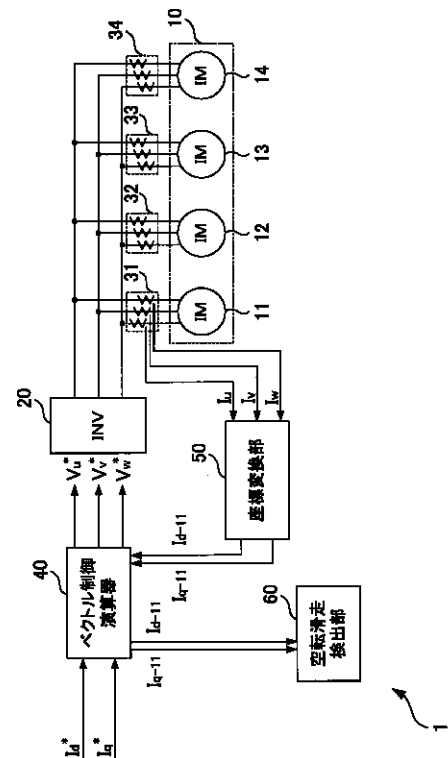 34
10
33
32
31
IM
IM
IM
IM
14
13
12
11
20
INV
Vu*
Vv*
Vw*
Iu
Iv
Iw
40
ベクトル制御
演算器
50
座標変換部
Id-11
Iq-11
Id-11
Iq-11
60
空転滑走
検出部
Id*
Iq*
1